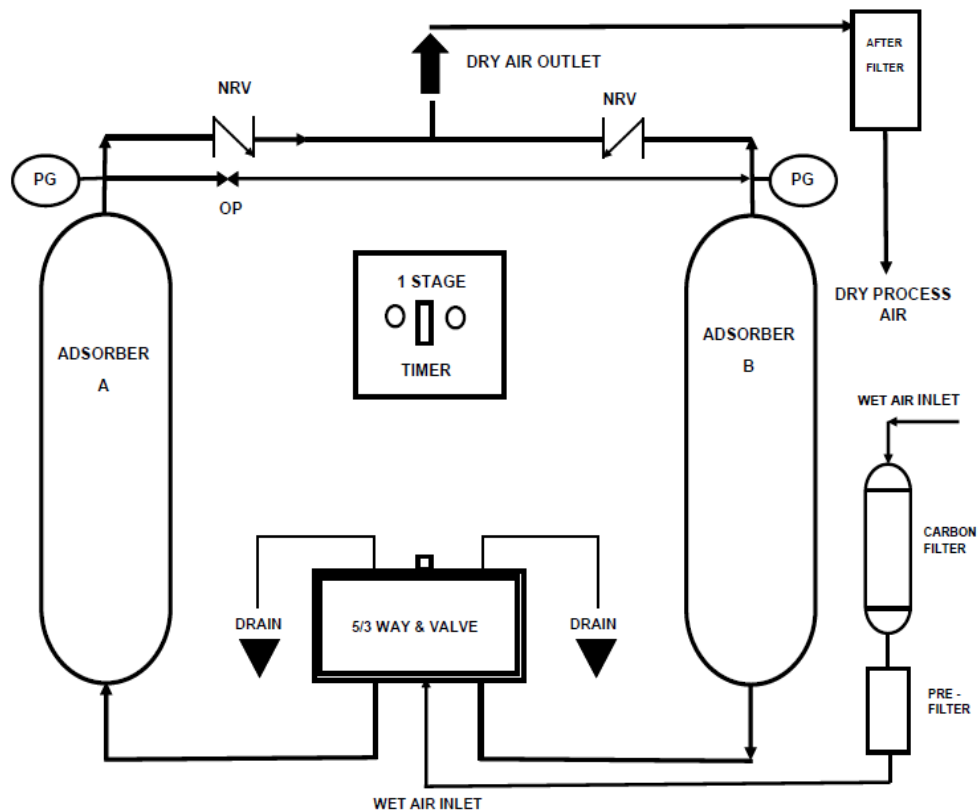 DRY AIR OUTLET
AFTER
FILTER
NRV
NRV
PG
PG
OP
1 STAGE
TIMER
DRY PROCESS
AIR
ADSORBER
A
ADSORBER
B
WET AIR INLET
CARBON
FILTER
DRAIN
5/3 WAY & VALVE
DRAIN
PRE -
FILTER
WET AIR INLET